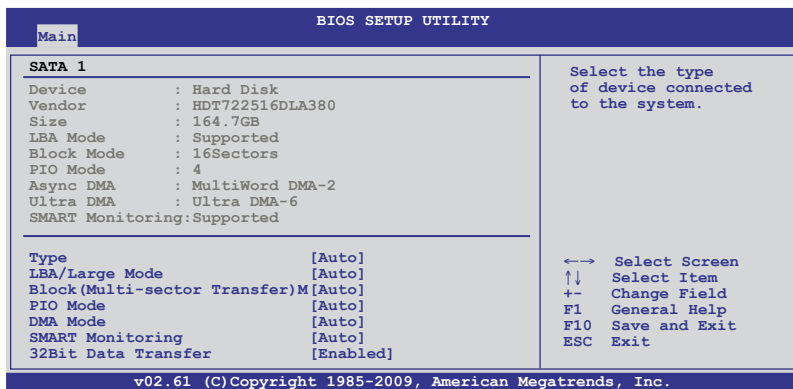 BIOS SETUP UTILITY
Main
SATA 1
Device : Hard Disk
Vendor : HDT722516DLA380
Size : 164.7GB
LBA Mode : Supported
Block Mode : 16Sectors
PIO Mode : 4
Async DMA : MultiWord DMA-2
Ultra DMA : Ultra DMA-6
SMART Monitoring:Supported
Type [Auto]
LBA/Large Mode [Auto]
Block(Multi-sector Transfer)M[Auto]
PIO Mode [Auto]
DMA Mode [Auto]
SMART Monitoring [Auto]
32Bit Data Transfer [Enabled]
Select the type
of device connected
to the system.
←→ Select Screen
↑↓ Select Item
+- Change Field
F1 General Help
F10 Save and Exit
ESC Exit
v02.61 (C)Copyright 1985-2009, American Megatrends, Inc.